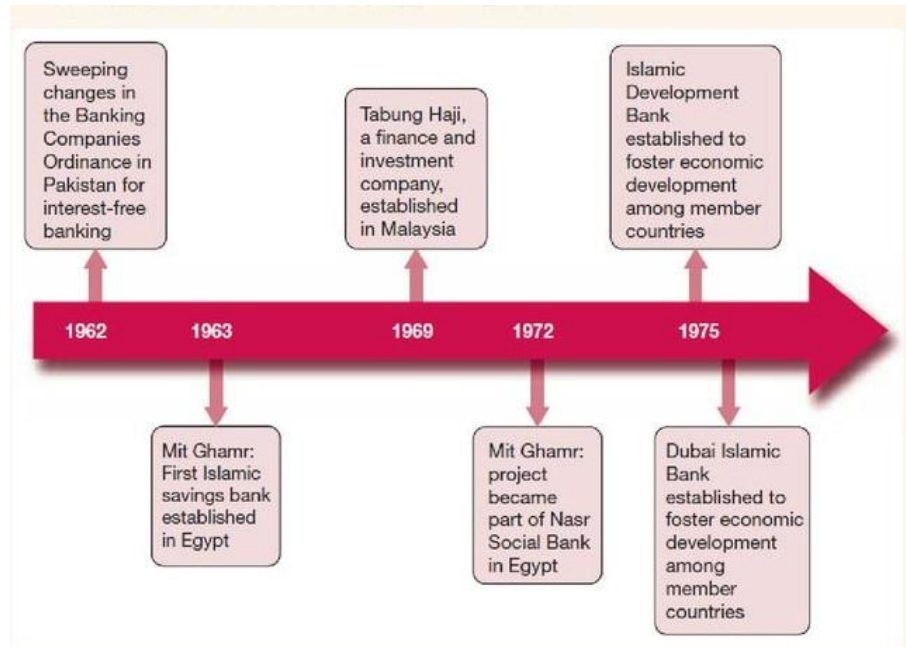 Sweeping
changes in
the Banking
Companies
Ordinance in
Pakistan for
interest-free
banking
Tabung Haji,
a finance and
investment
company,
established
in Malaysia
Islamic
Development
Bank
established to
foster economic
development
among member
countries
1962
1963
1969
1972
1975
Mit Ghamr:
First Islamic
savings bank
established
in Egypt
Mit Ghamr:
project
became
part of Nasr
Social Bank
in Egypt
Dubai Islamic
Bank
established to
foster economic
development
among
member
countries